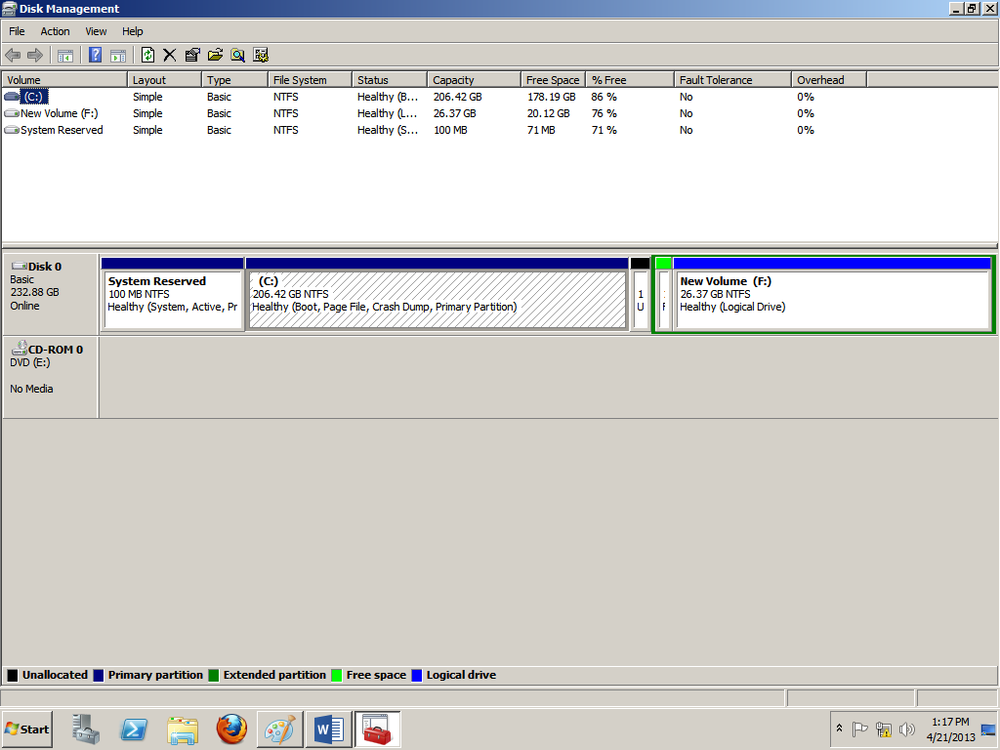 Disk Management
File Action View Help
Volume Layout Type File System Status Capacity Free Space % Free Fault Tolerance Overhead
(C:) Simple Basic NTFS Healthy (B... 206.42 GB 178.19 GB 86 % No 0%
New Volume (F:) Simple Basic NTFS Healthy (L... 26.37 GB 20.12 GB 76 % No 0%
System Reserved Simple Basic NTFS Healthy (S... 100 MB 71 MB 71 % No 0%
Disk 0
Basic
232.88 GB
Online
System Reserved
100 MB NTFS
Healthy (System, Active, Pr
(C:)
206.42 GB NTFS
Healthy (Boot, Page File, Crash Dump, Primary Partition)
1
U
F
New Volume (F:)
26.37 GB NTFS
Healthy (Logical Drive)
CD-ROM 0
DVD (E:)
No Media
Unallocated Primary partition Extended partition Free space Logical drive
Start
1:17 PM
4/21/2013